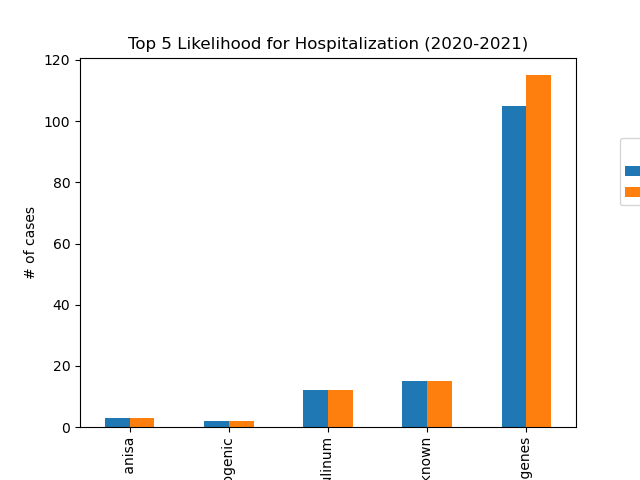 Top 5 Likelihood for Hospitalization (2020-2021)
120
100
80
60
40
20
0
# of cases
anisa
ogenic
ulinum
known
genes